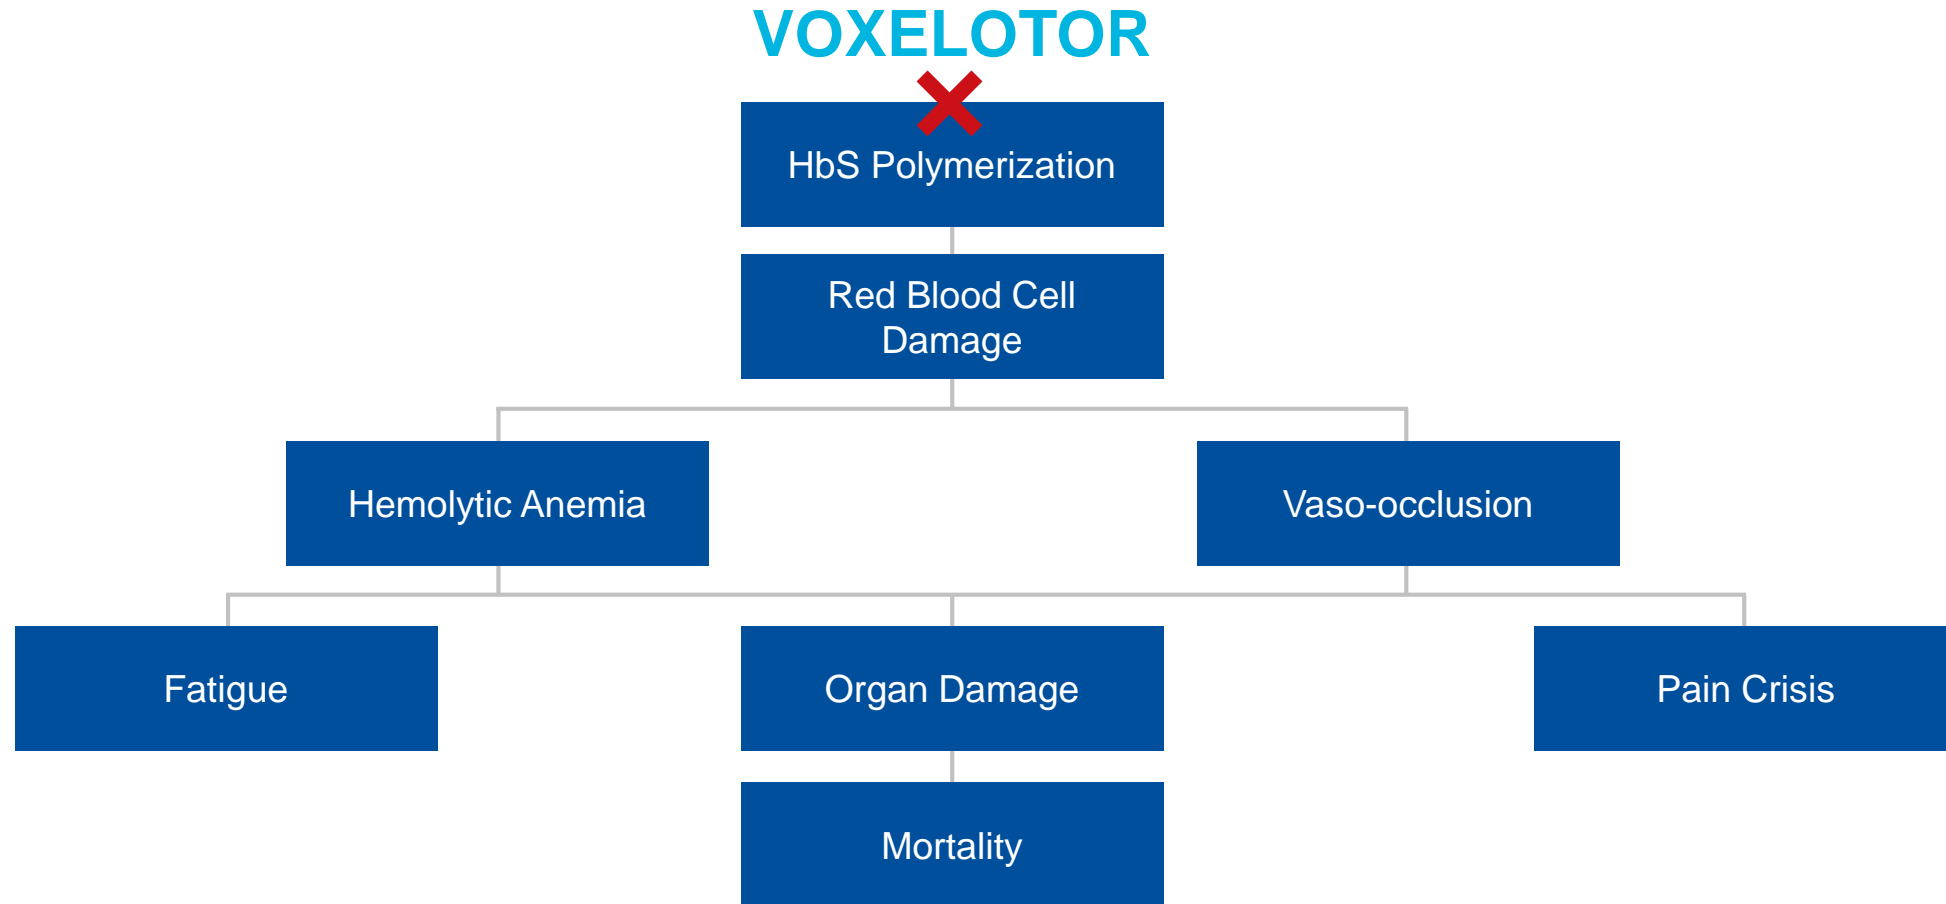 VOXELOTOR
HbS Polymerization
Red Blood Cell
Damage
Hemolytic Anemia
Vaso-occlusion
Fatigue
Organ Damage
Pain Crisis
Mortality